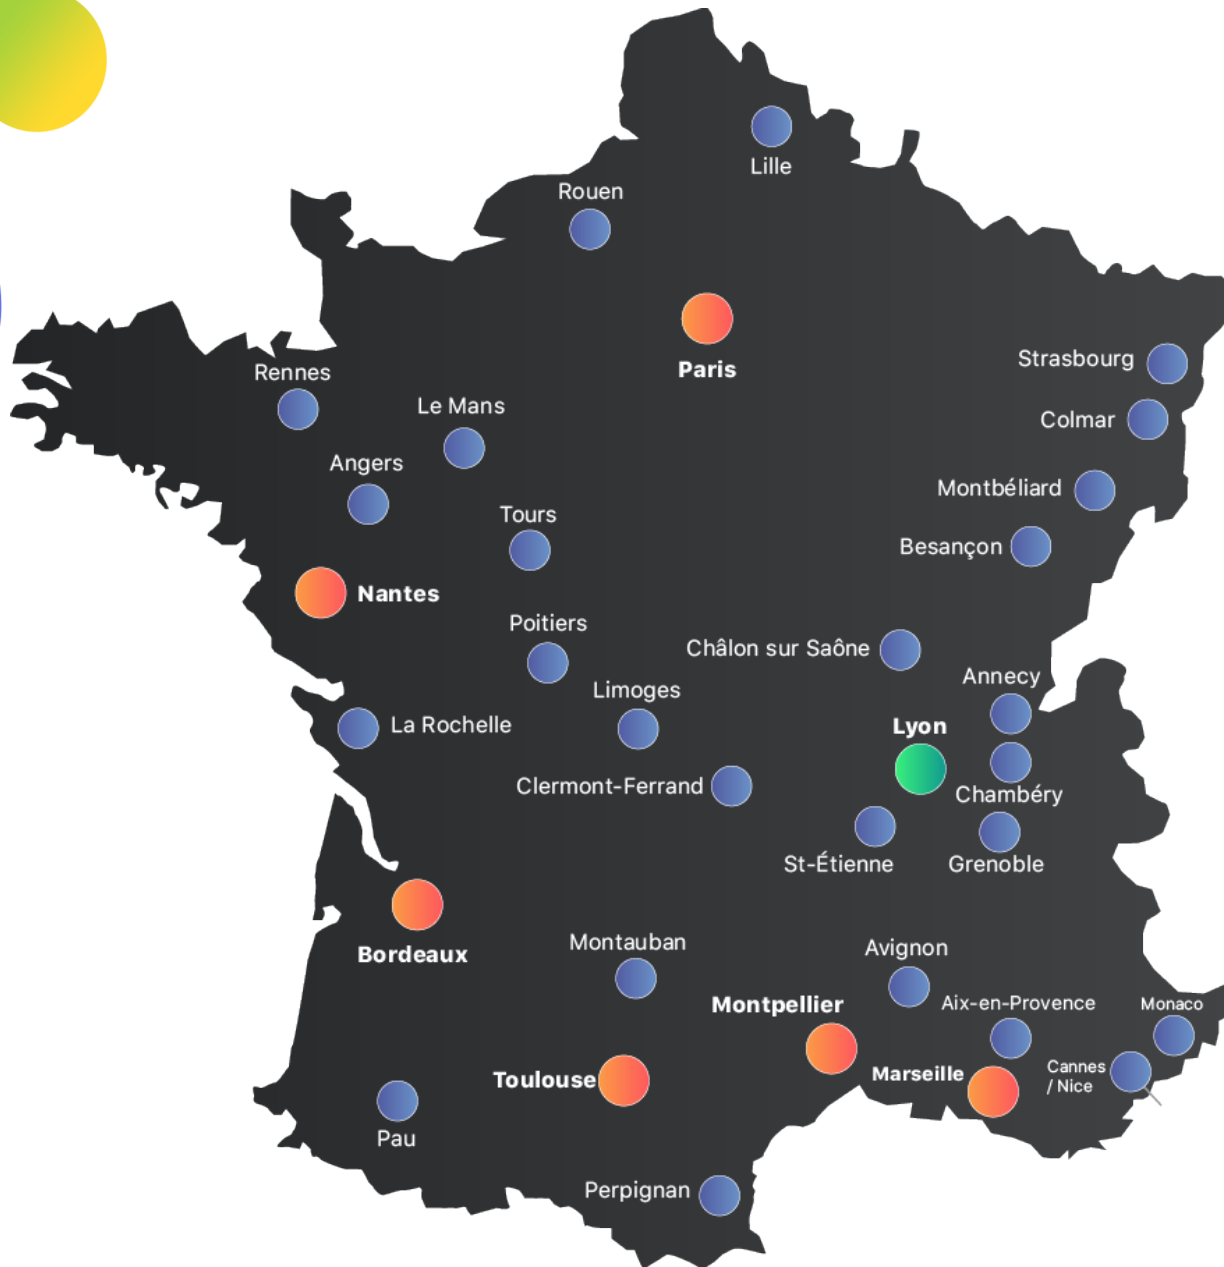 Lille
Rouen
Paris
Strasbourg
Rennes
Le Mans
Colmar
Angers
Montbéliard
Tours
Besançon
Nantes
Poitiers
Châlon sur Saône
Annecy
Limoges
La Rochelle
Lyon
Clermont-Ferrand
Chambéry
St-Étienne
Grenoble
Bordeaux
Montauban
Avignon
Montpellier
Aix-en-Provence
Monaco
Toulouse
Marseille
Cannes
/ Nice
Pau
Perpignan